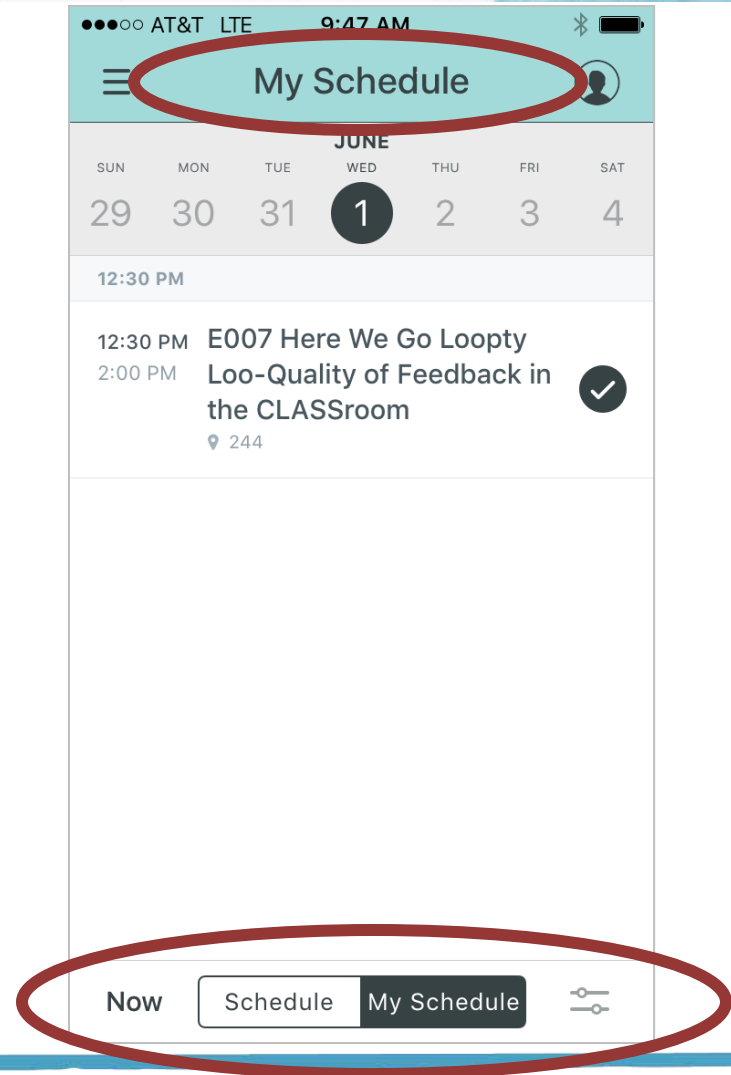 AT&T LTE 9:47 AM
My Schedule
JUNE
SUN MON TUE WED THU FRI SAT
29 30 31 1 2 3 4
12:30 PM
12:30 PM E007 Here We Go Loopty
2:00 PM Loo-Quality of Feedback in
the CLASSroom
244
Now Schedule My Schedule